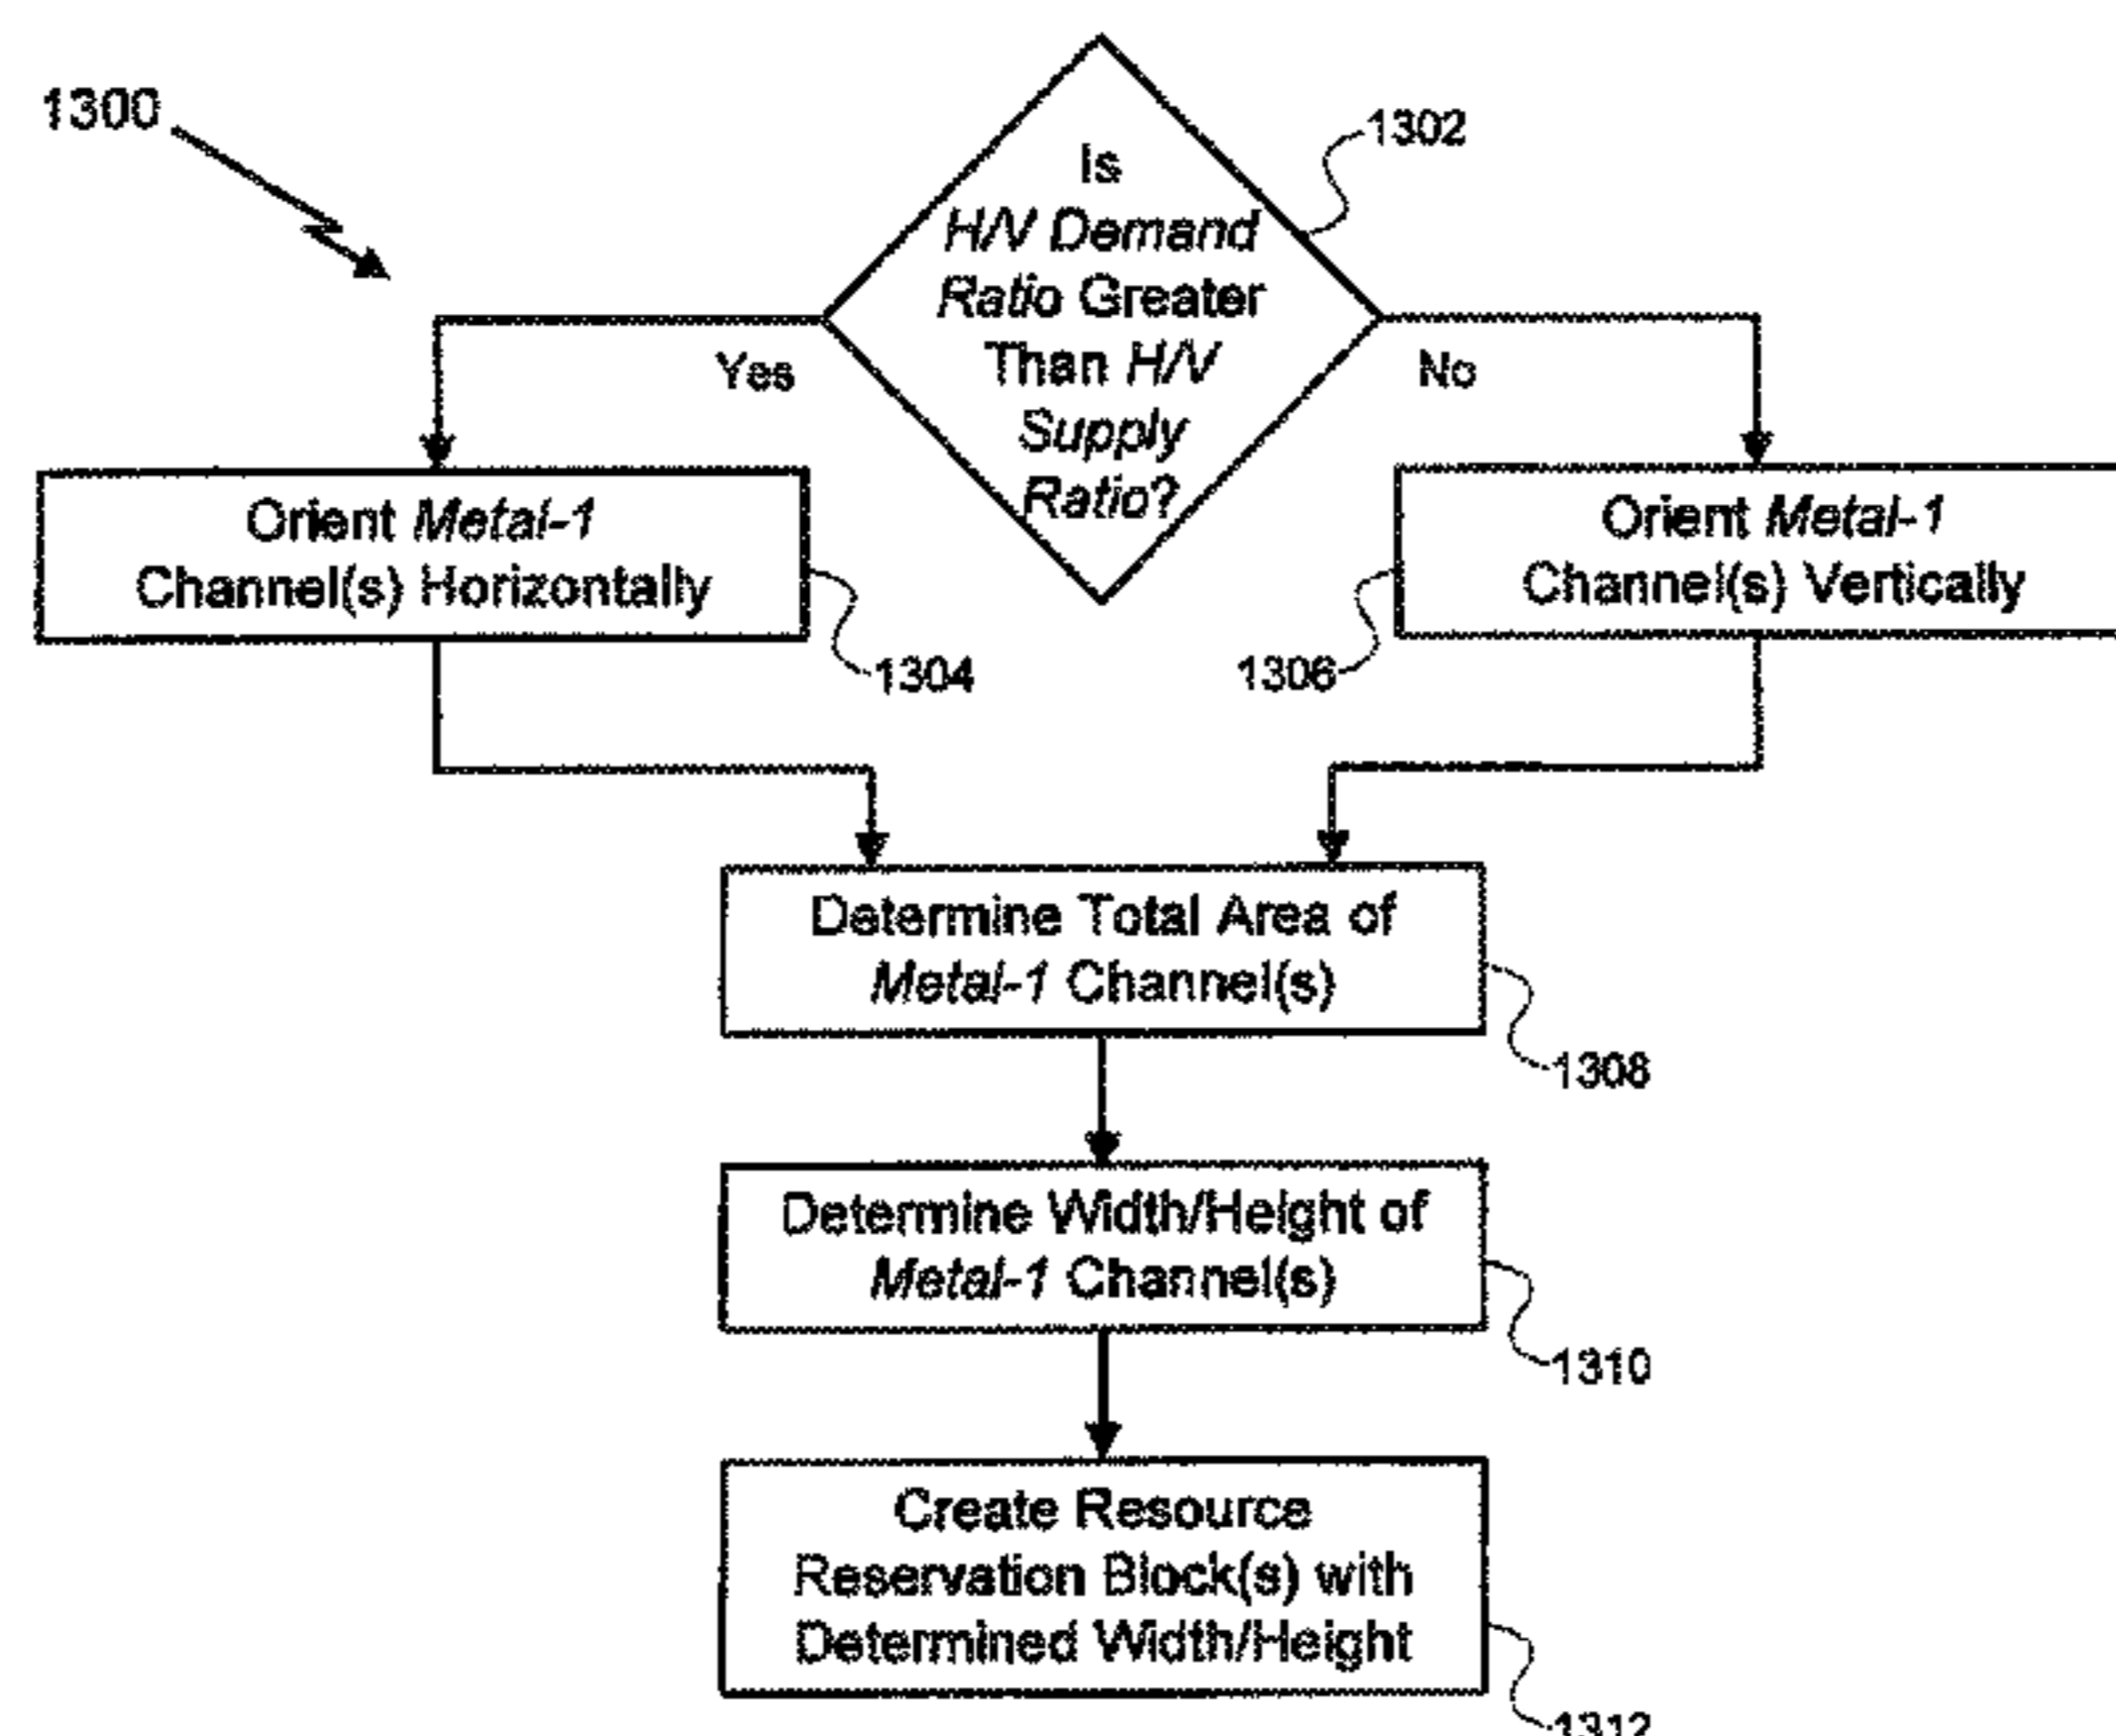 1300
1302
Is
H/V Demand
Ratio Greater
Than H/V
Supply
Ratio?
Yes
No
Orient Metal-1
Channel(s) Horizontally
1304
Orient Metal-1
Channel(s) Vertically
1306
Determine Total Area of
Metal-1 Channel(s)
1308
Determine Width/Height of
Metal-1 Channel(s)
1310
Create Resource
Reservation Block(s) with
Determined Width/Height
1312